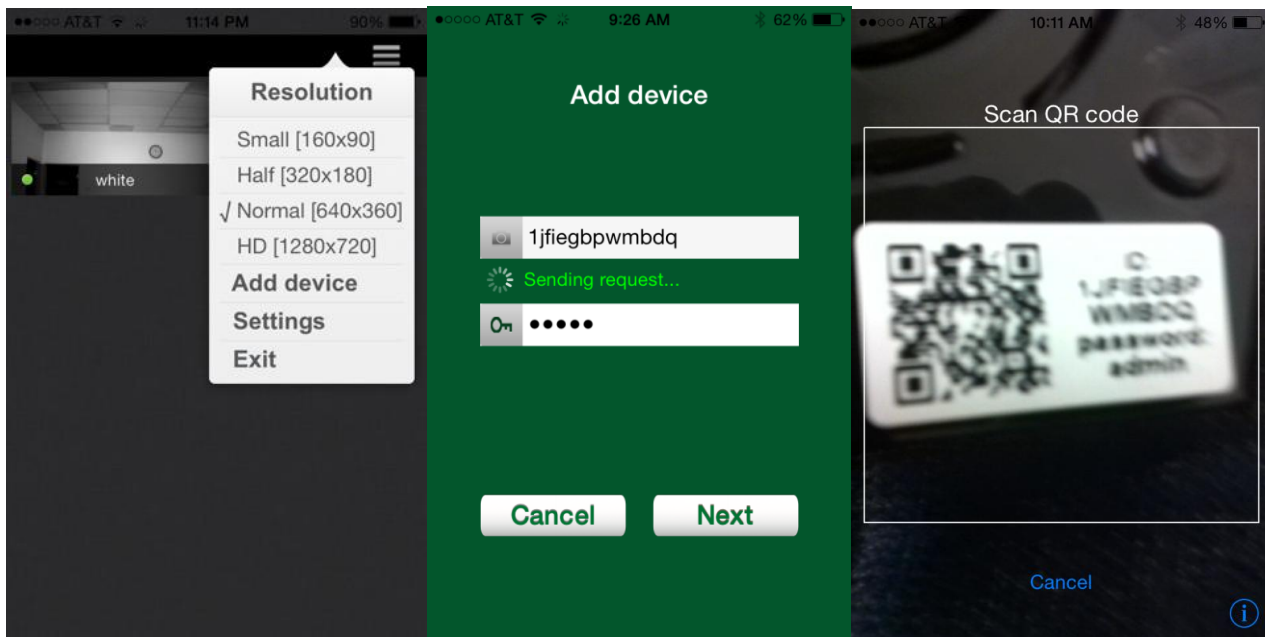 AT&T 11:14 PM 90%
Resolution
Small [160x90]
Half [320x180]
√ Normal [640x360]
HD [1280x720]
Add device
Settings
Exit
white
AT&T 9:26 AM 62%
Add device
1jfiegbpwmbdq
Sending request...
Cancel Next
AT&T 10:11 AM 48%
Scan QR code
C:
1JFIEGBP
WMBDQ
password:
admin
Cancel
i